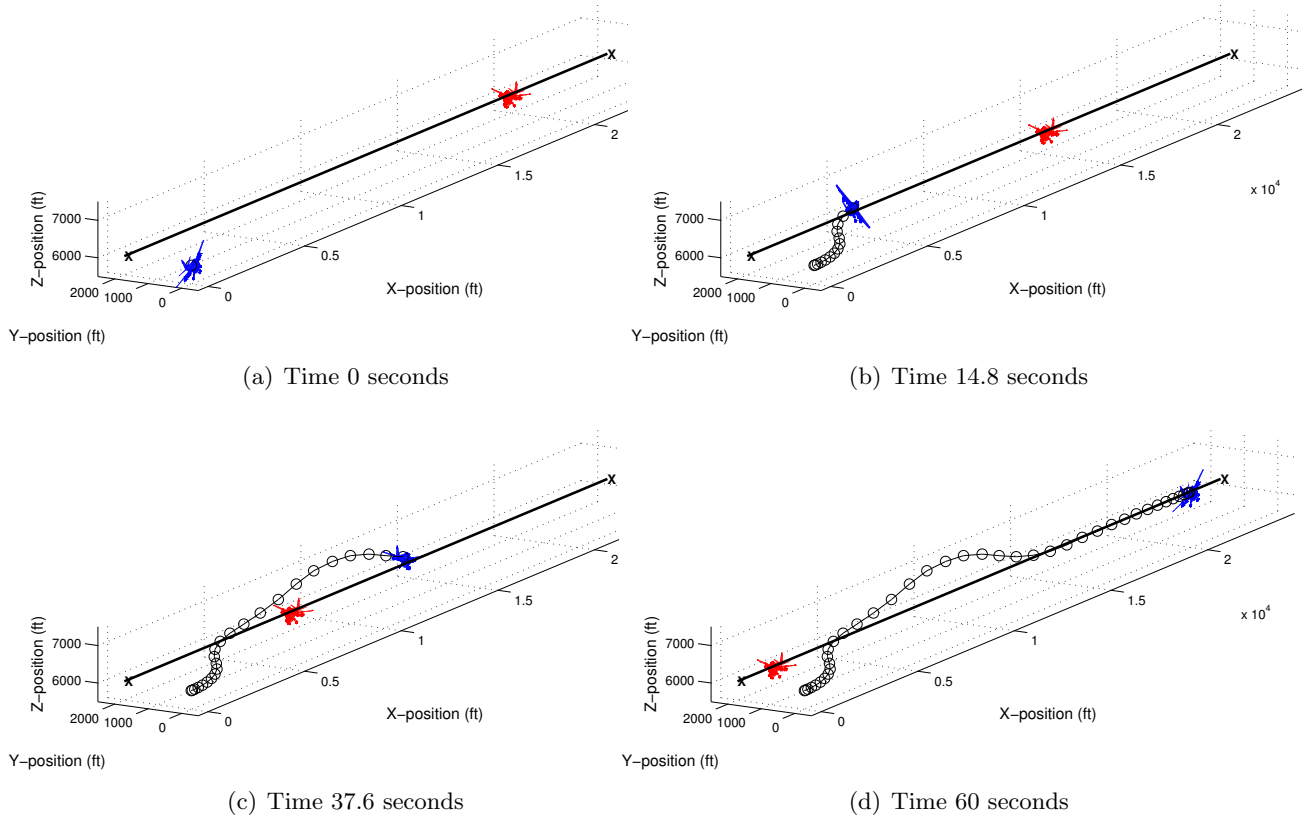 X
2
1.5
1
0.5
0
7000
6000
2000
1000
0
Z−position (ft)
X−position (ft)
Y−position (ft)
(a) Time 0 seconds
X
2
x 10^4
1.5
1
0.5
0
7000
6000
2000
1000
0
X
Z−position (ft)
X−position (ft)
Y−position (ft)
(b) Time 14.8 seconds
X
2
1.5
1
0.5
0
7000
6000
2000
1000
0
X
Z−position (ft)
X−position (ft)
Y−position (ft)
(c) Time 37.6 seconds
X
2
x 10^4
1.5
1
0.5
0
7000
6000
2000
1000
0
X
Z−position (ft)
X−position (ft)
Y−position (ft)
(d) Time 60 seconds